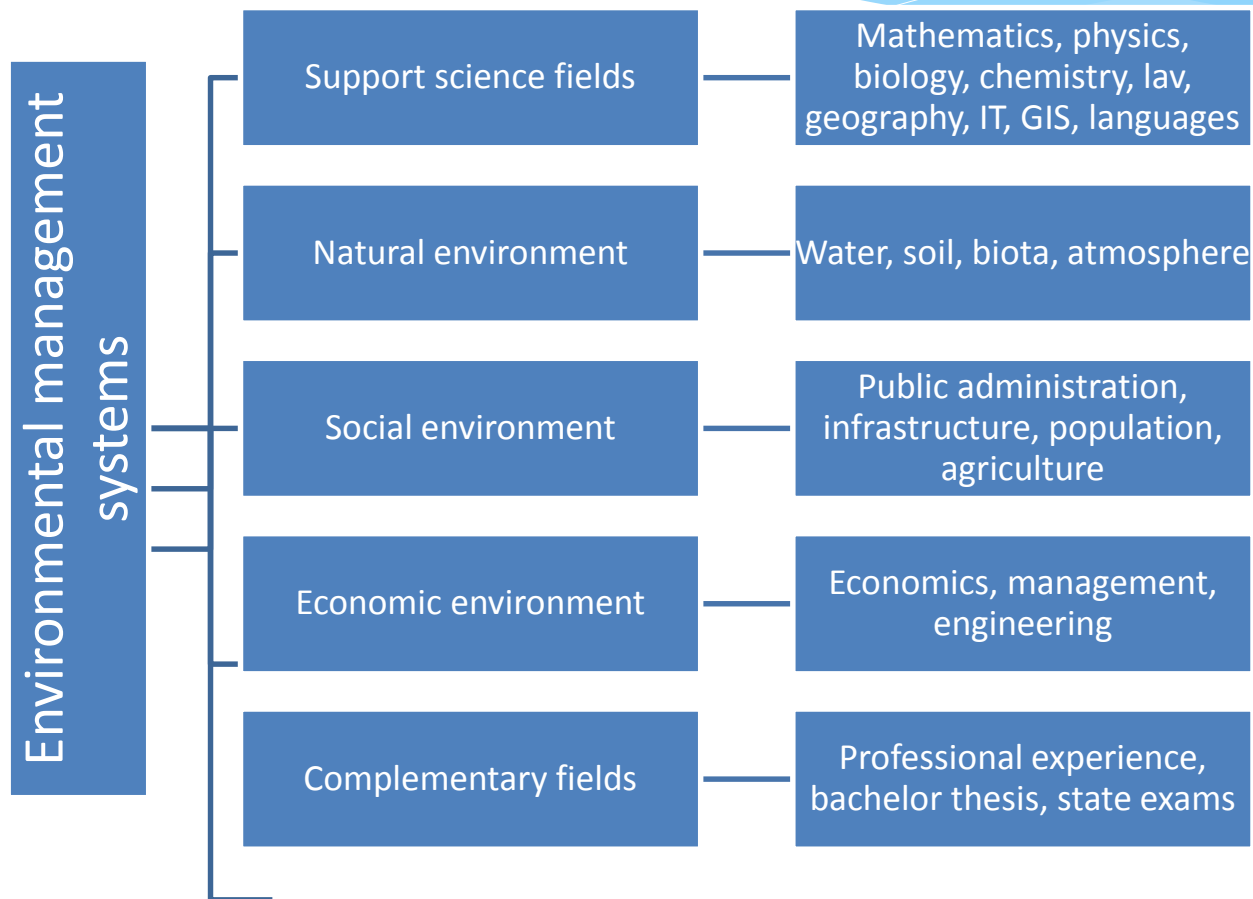 Environmental management
systems
Support science fields
Mathematics, physics,
biology, chemistry, lav,
geography, IT, GIS, languages
Natural environment
Water, soil, biota, atmosphere
Social environment
Public administration,
infrastructure, population,
agriculture
Economic environment
Economics, management,
engineering
Complementary fields
Professional experience,
bachelor thesis, state exams